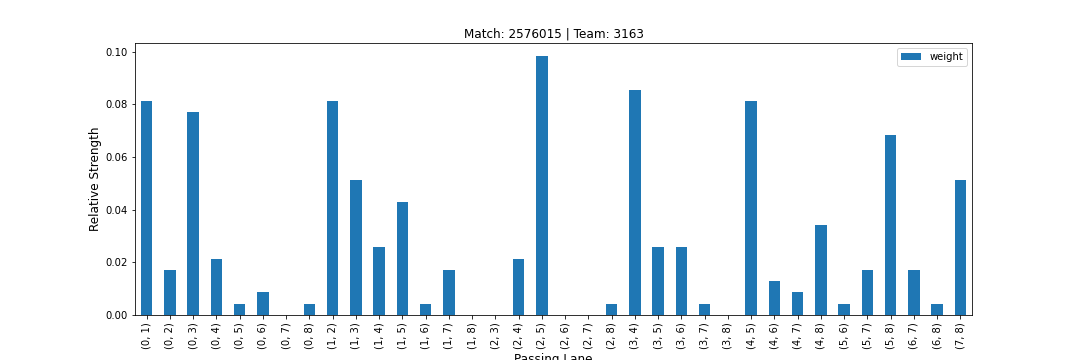 Match: 2576015 | Team: 3163
weight
Relative Strength
0.10
0.08
0.06
0.04
0.02
0.00
(0, 1) (0, 2) (0, 3) (0, 4) (0, 5) (0, 6) (0, 7) (0, 8) (1, 2) (1, 3) (1, 4) (1, 5) (1, 6) (1, 7) (1, 8) (2, 3) (2, 4) (2, 5) (2, 6) (2, 7) (2, 8) (3, 4) (3, 5) (3, 6) (3, 7) (3, 8) (4, 5) (4, 6) (4, 7) (4, 8) (5, 6) (5, 7) (5, 8) (6, 7) (6, 8) (7, 8)
Passing Lane